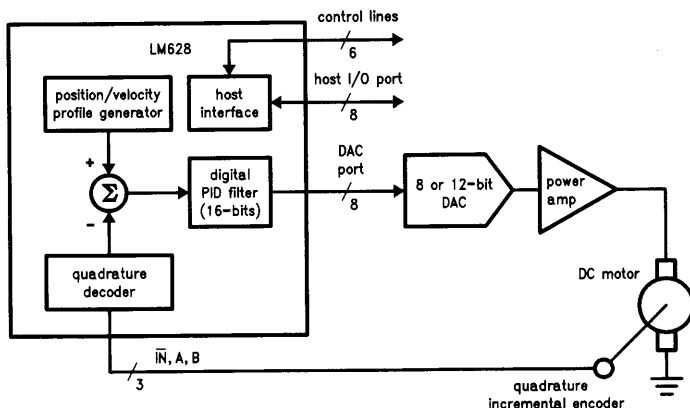 control lines
6
LM628
host I/O port
8
position/velocity
profile generator
host
interface
+
Σ
−
digital
PID filter
(16-bits)
DAC
port
8
8 or 12-bit
DAC
power
amp
quadrature
decoder
DC motor
I̅N̅, A, B
3
quadrature
incremental encoder